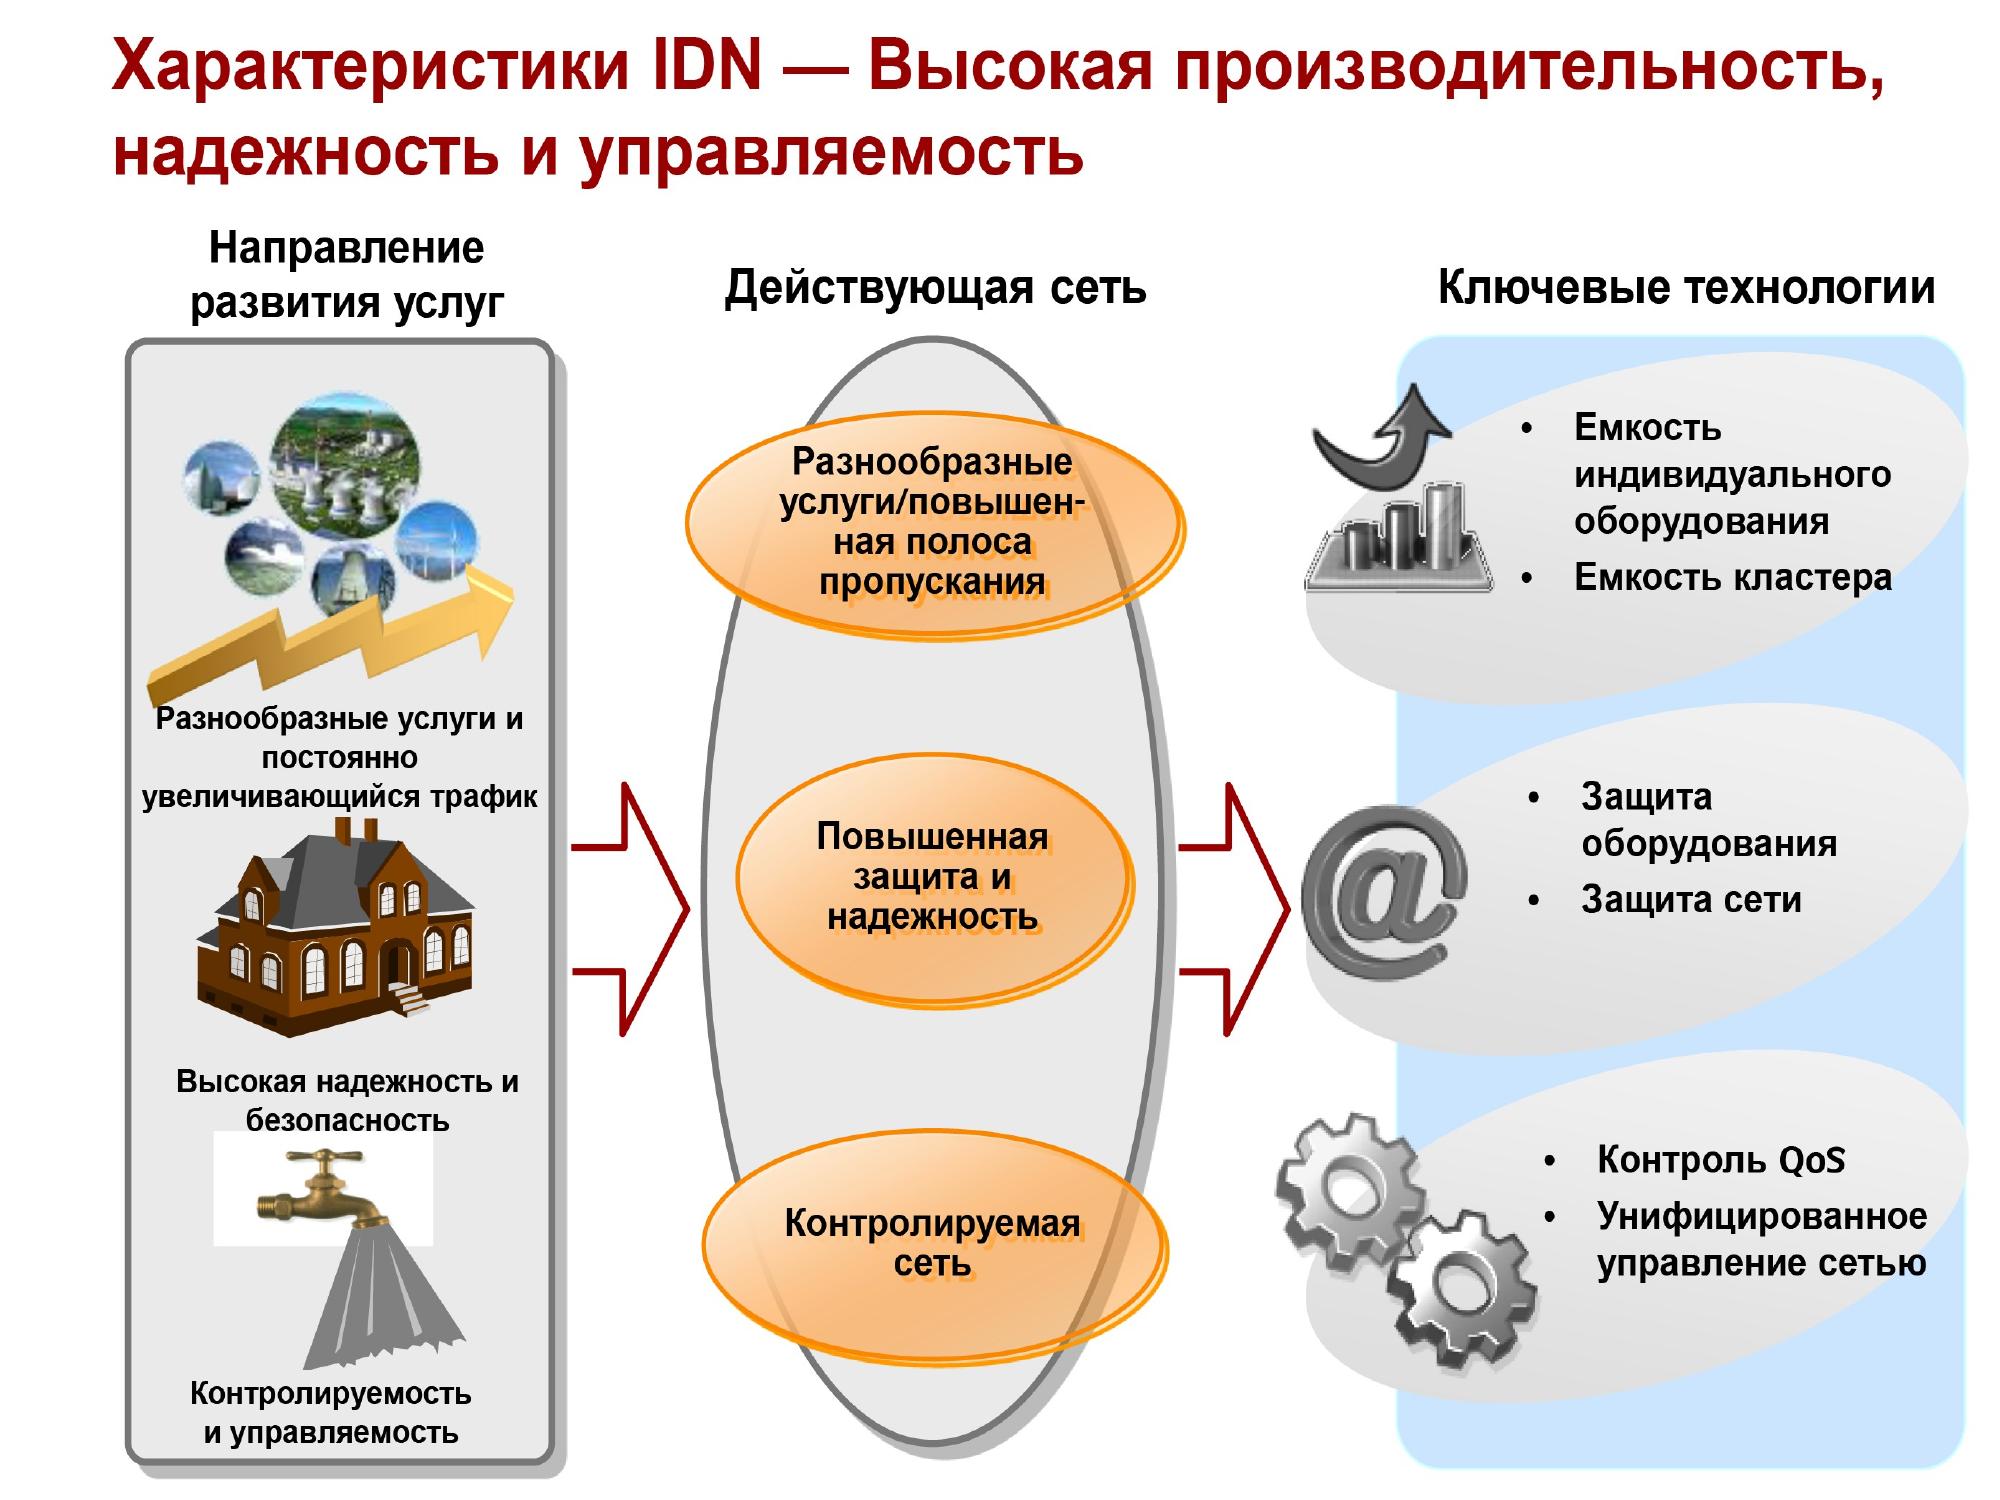 Характеристики IDN — Высокая производительность,
надежность и управляемость
Направление
развития услуг
Разнообразные услуги и
постоянно
увеличивающийся трафик
Высокая надежность и
безопасность
Контролируемость
и управляемость
Действующая сеть
Разнообразные
услуги/повышен-
ная полоса
пропускания
Повышенная
защита и
надежность
Контролируемая
сеть
Ключевые технологии
• Емкость
индивидуального
оборудования
• Емкость кластера
@
• Защита
оборудования
• Защита сети
• Контроль QoS
• Унифицированное
управление сетью